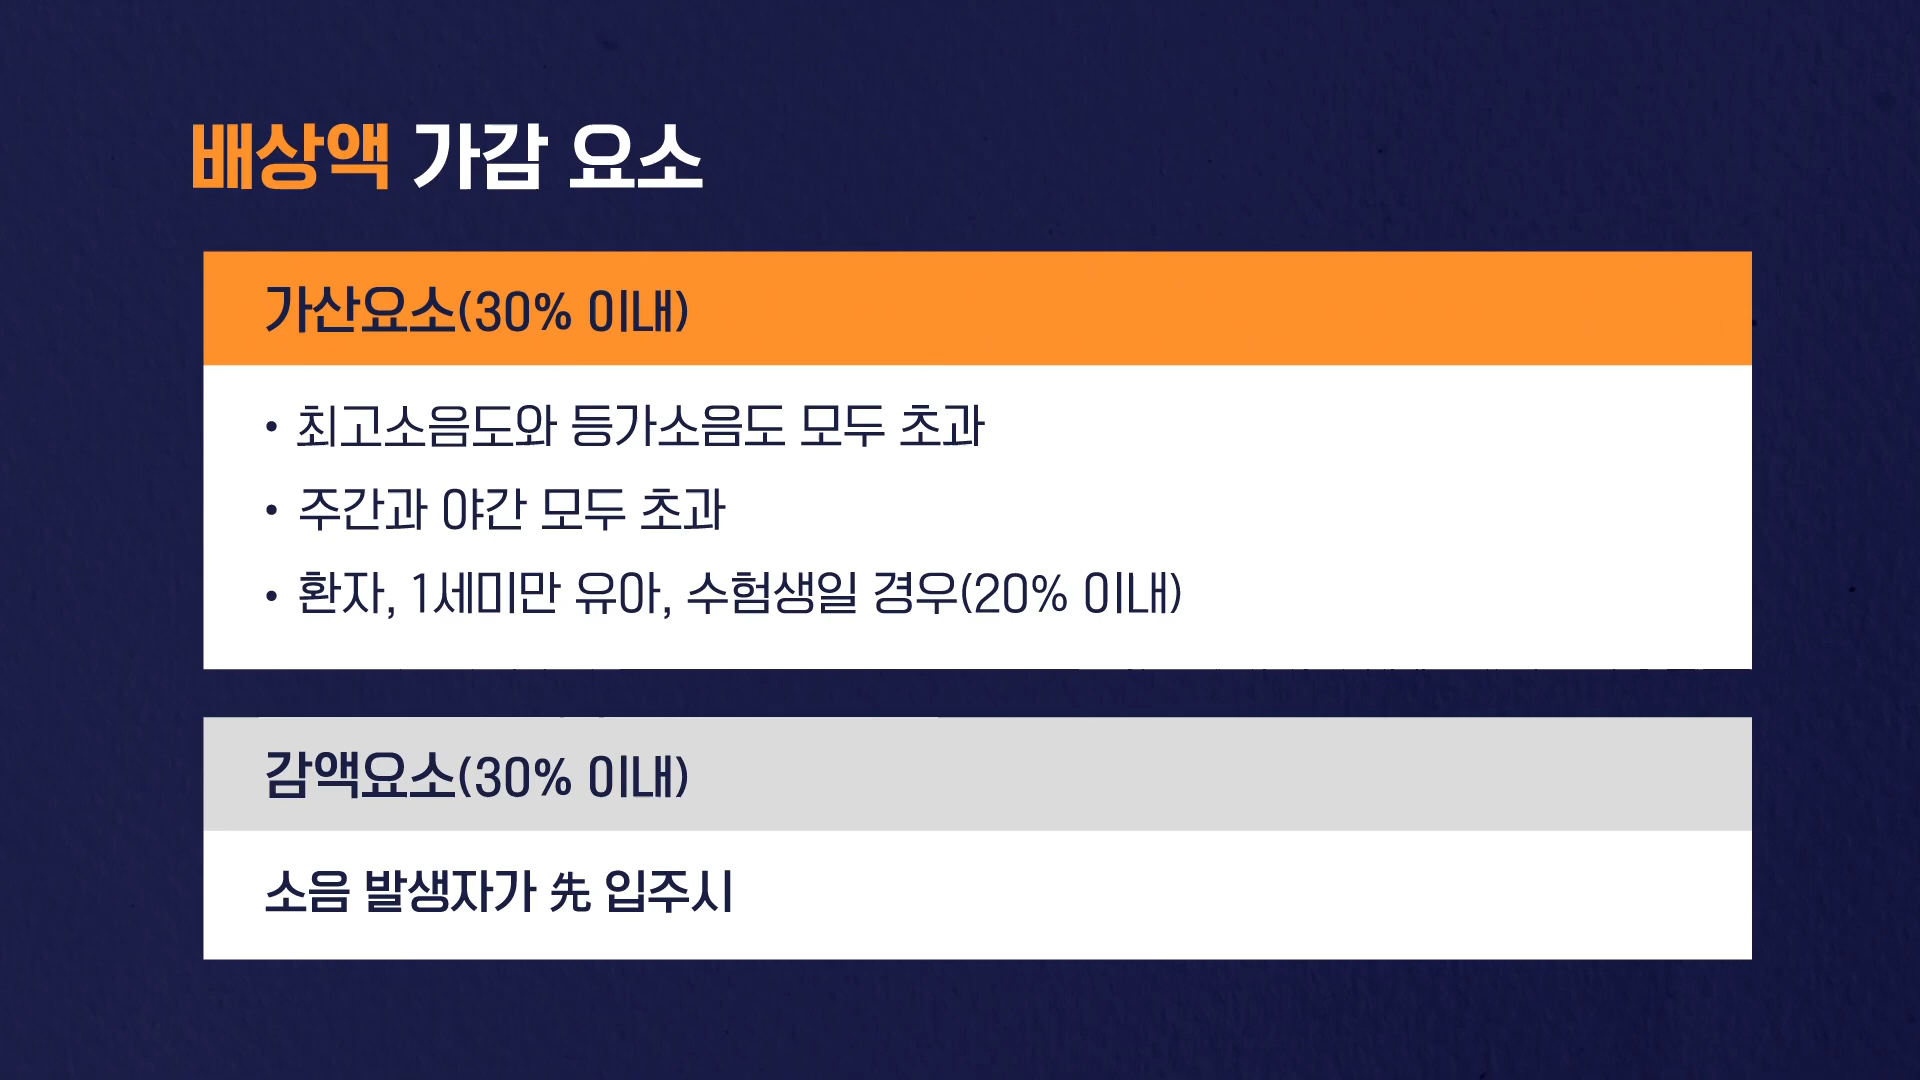 배상액 가감 요소
가산요소(30% 이내)
• 최고소음도와 등가소음도 모두 초과
• 주간과 야간 모두 초과
• 환자, 1세미만 유아, 수험생일 경우(20% 이내)
감액요소(30% 이내)
소음 발생자가 先 입주시